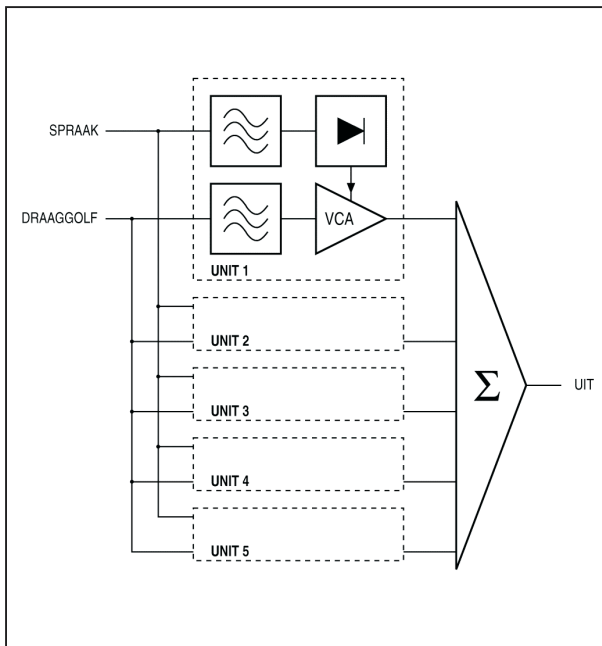 SPRAAK
DRAAGGOLF
VCA
UNIT 1
UNIT 2
UNIT 3
UNIT 4
UNIT 5
Σ
UIT